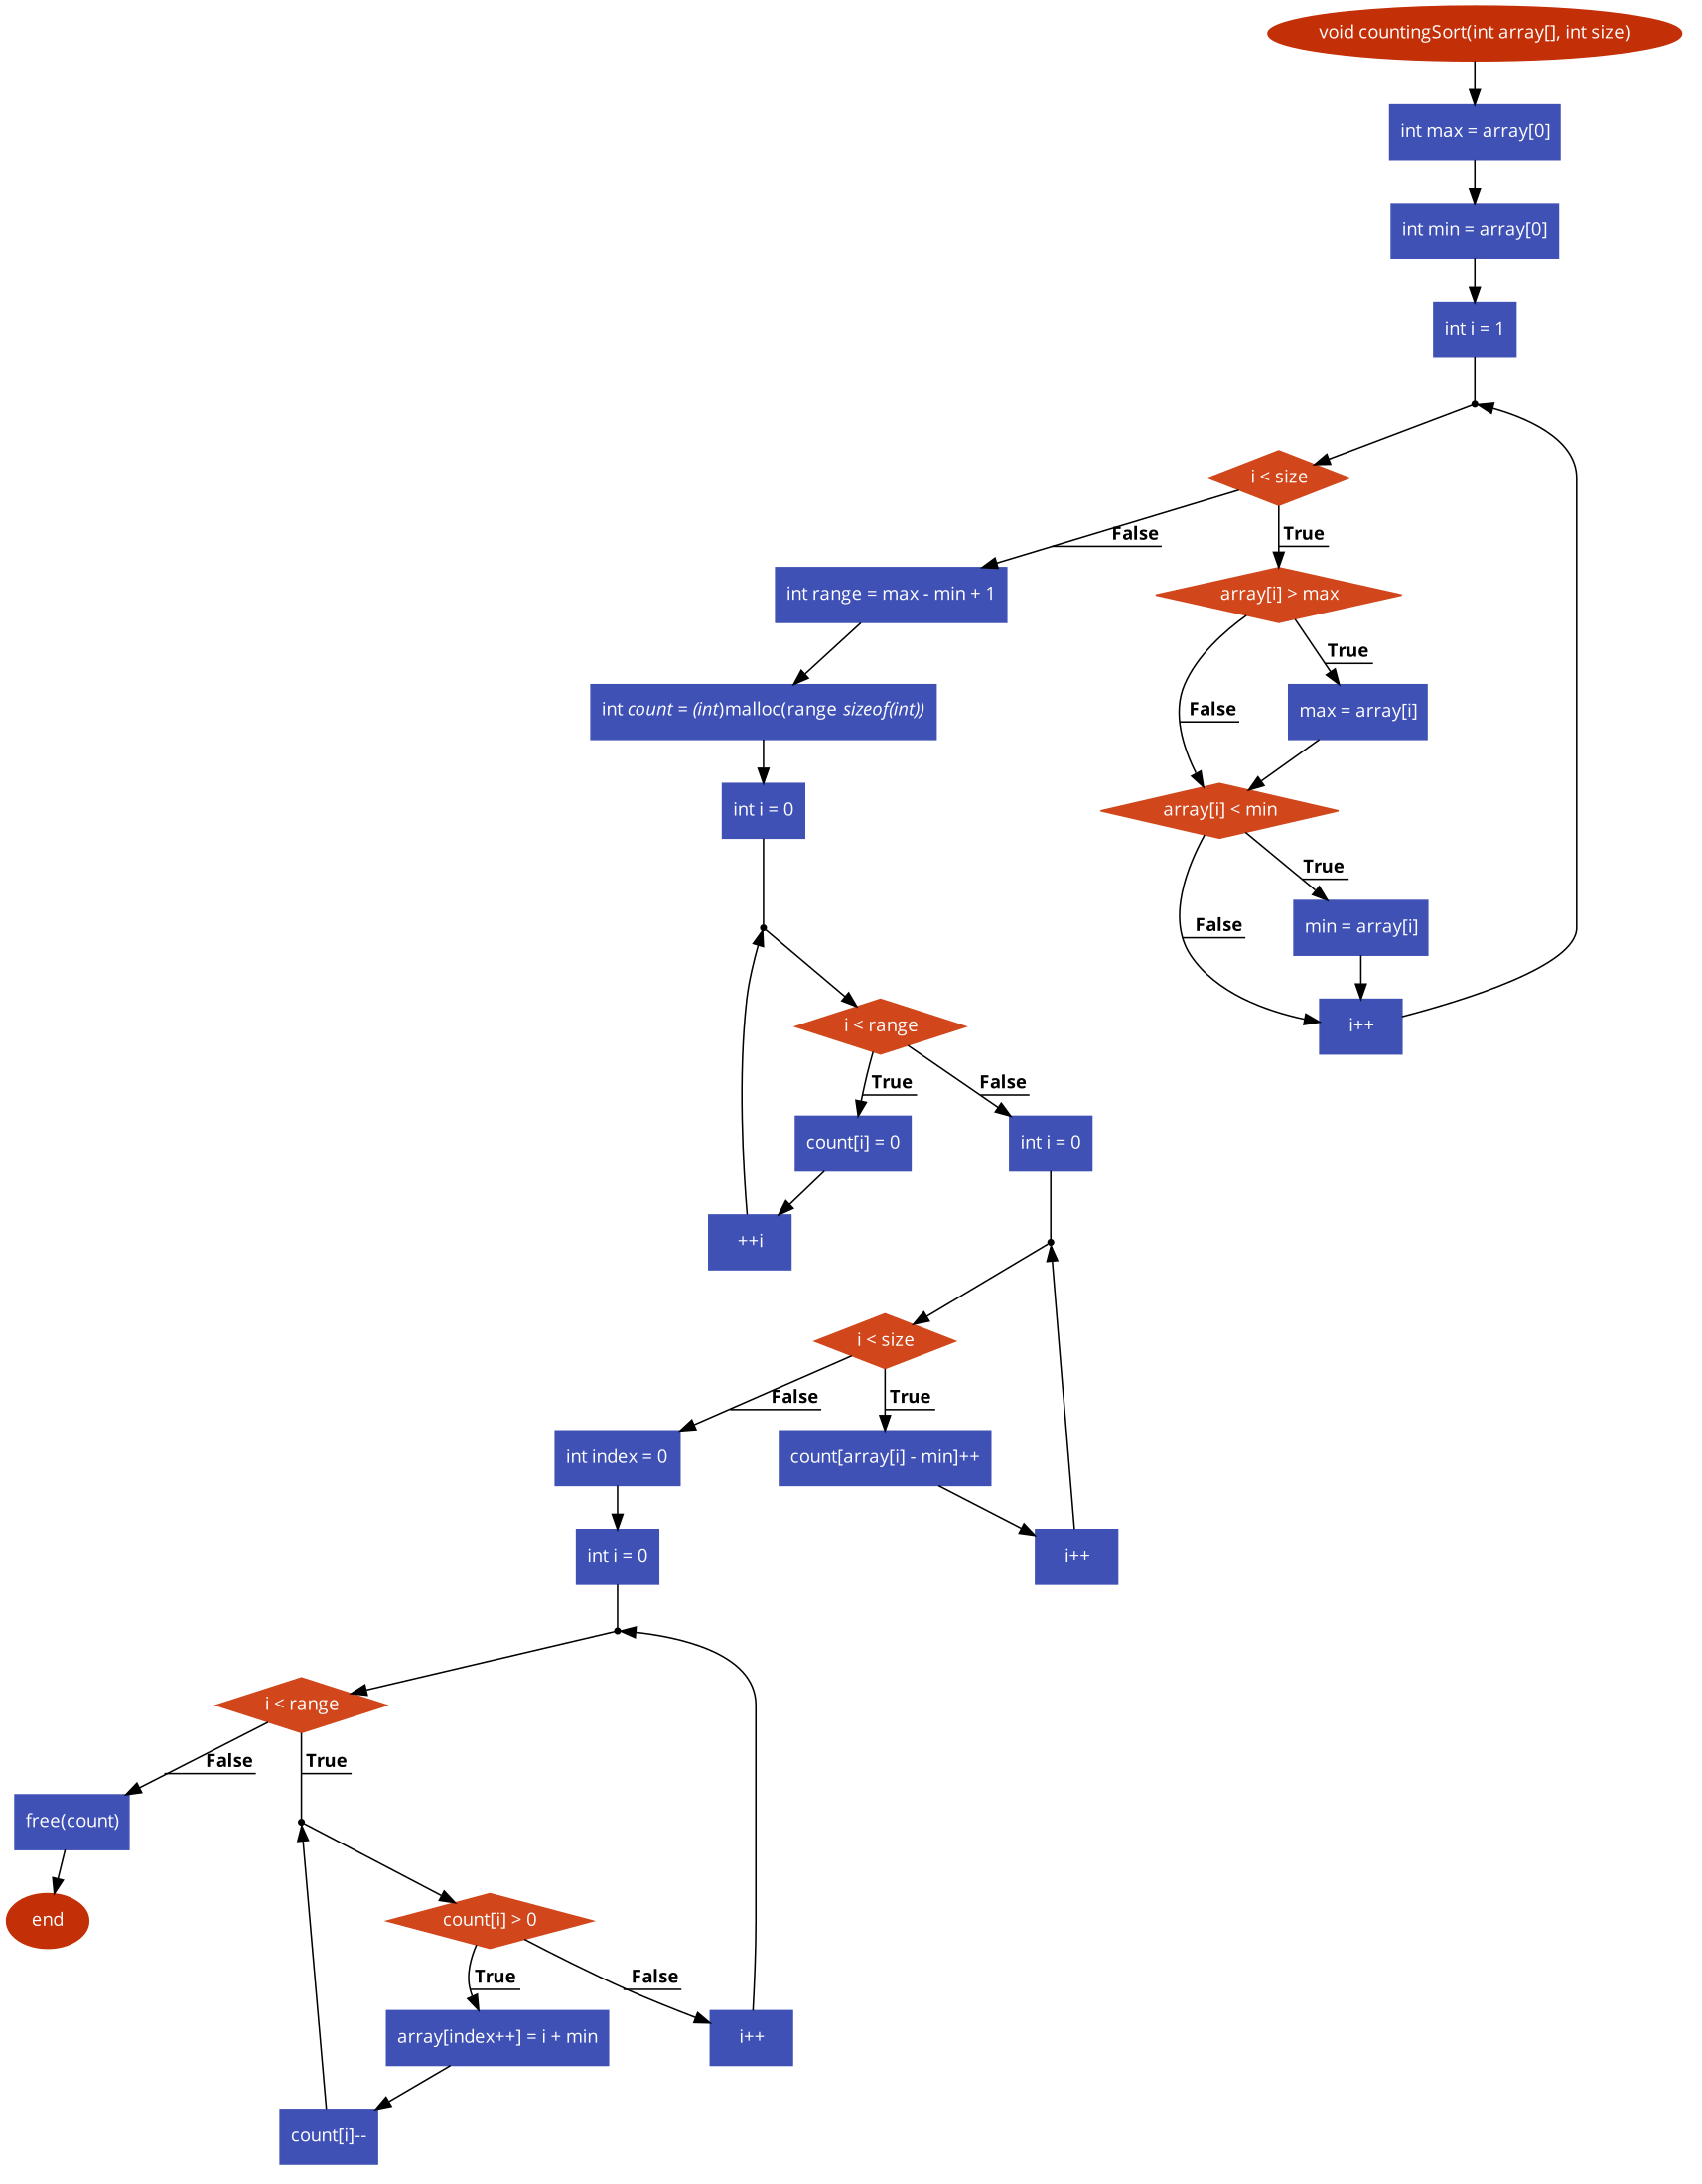 void countingSort(int array[], int size)
int max = array[0]
int min = array[0]
int i = 1
i < size
False
True
int range = max - min + 1
array[i] > max
True
int count = (int)malloc(range sizeof(int))
False
max = array[i]
int i = 0
array[i] < min
True
False
min = array[i]
i < range
i++
True
False
count[i] = 0
int i = 0
++i
i < size
False
True
int index = 0
count[array[i] - min]++
int i = 0
i++
i < range
False
True
free(count)
end
count[i] > 0
True
False
array[index++] = i + min
i++
count[i]--